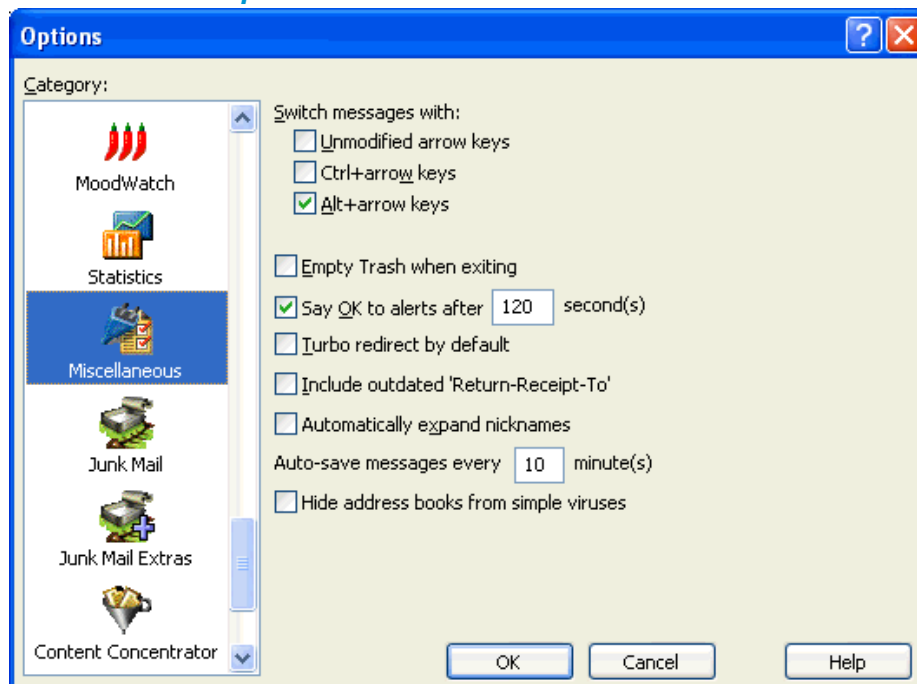 Options
Category:
MoodWatch
Statistics
Miscellaneous
Junk Mail
Junk Mail Extras
Content Concentrator
Switch messages with:
Unmodified arrow keys
Ctrl+arrow keys
Alt+arrow keys
Empty Trash when exiting
Say OK to alerts after 120 second(s)
Turbo redirect by default
Include outdated 'Return-Receipt-To'
Automatically expand nicknames
Auto-save messages every 10 minute(s)
Hide address books from simple viruses
OK Cancel Help